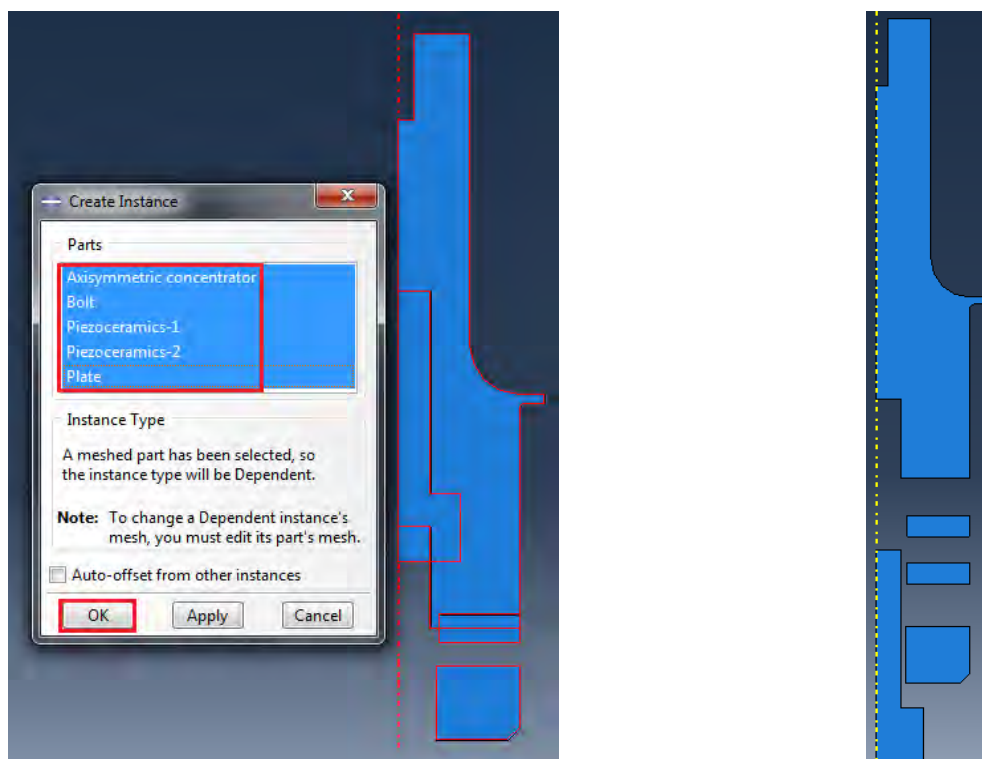 Create Instance
X
Parts
Axisymmetric concentrator
Bolt
Piezoceramics-1
Piezoceramics-2
Plate
Instance Type
A meshed part has been selected, so
the instance type will be Dependent.
Note: To change a Dependent instance's
mesh, you must edit its part's mesh.
Auto-offset from other instances
OK Apply Cancel